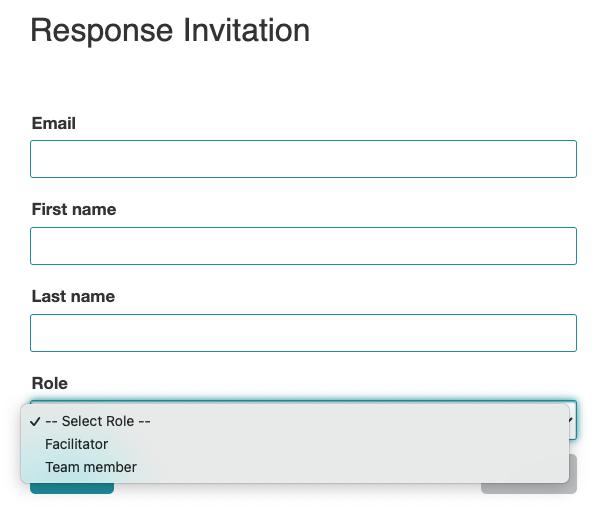 Response Invitation
Email
First name
Last name
Role
✓ -- Select Role --
Facilitator
Team member